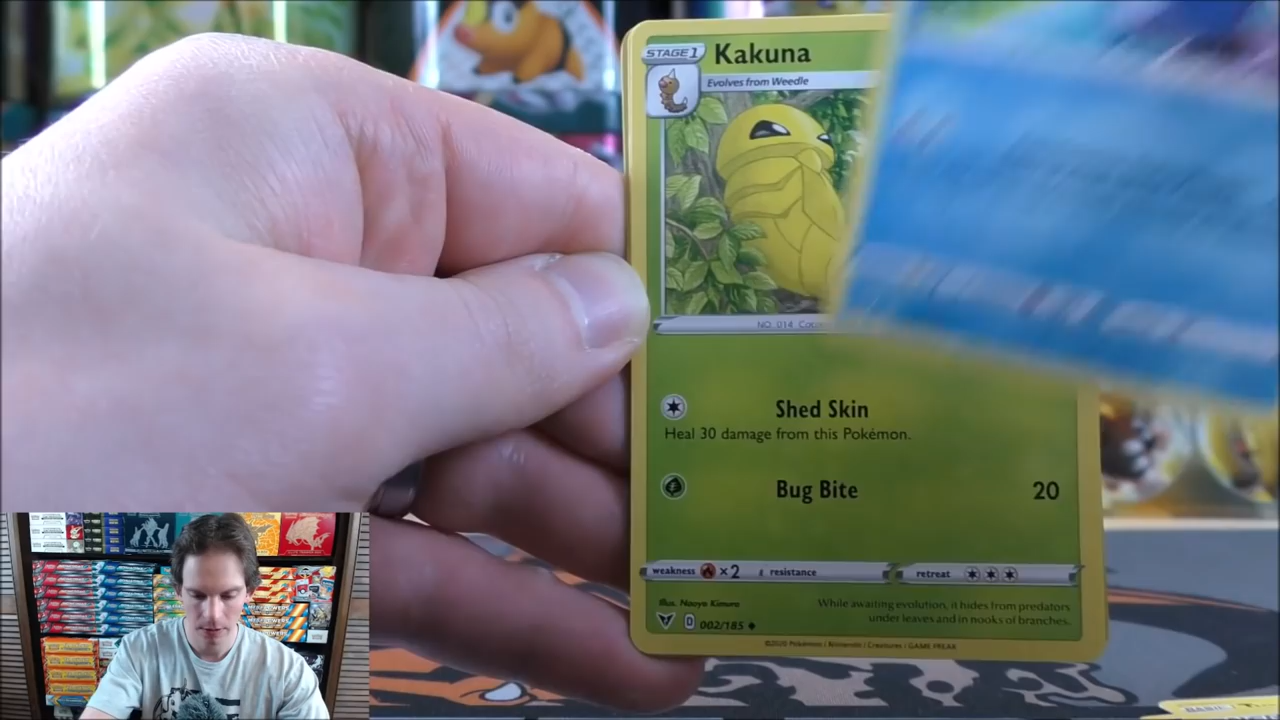 STAGE 1 Kakuna
Evolves from Weedle
NO. 014
Shed Skin
Heal 30 damage from this Pokémon.
Bug Bite 20
weakness ×2 resistance retreat
Illus. Naoyo Kimura
While awaiting evolution, it hides from predators
under leaves and in nooks of branches.
D 002/185
©2020 Pokémon / Nintendo / Creatures / GAME FREAK